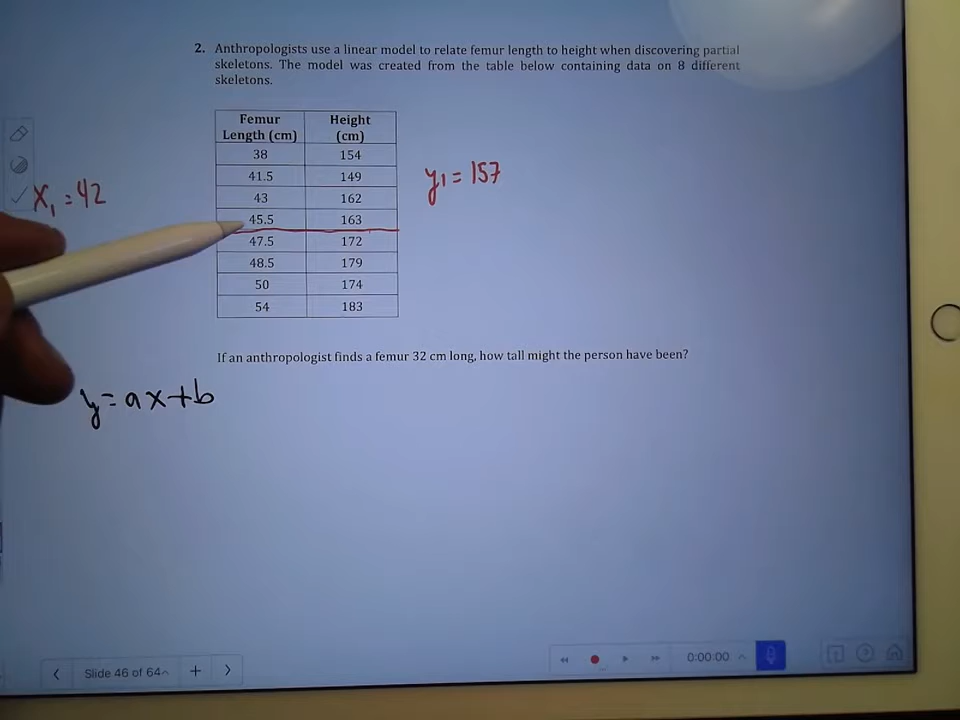 2. Anthropologists use a linear model to relate femur length to height when discovering partial
skeletons. The model was created from the table below containing data on 8 different
skeletons.
Femur Length (cm) Height (cm)
38 154
41.5 149
43 162
45.5 163
47.5 172
48.5 179
50 174
54 183
x₁ = 42
y₁ = 157
If an anthropologist finds a femur 32 cm long, how tall might the person have been?
y = ax + b
Slide 46 of 64
0:00:00